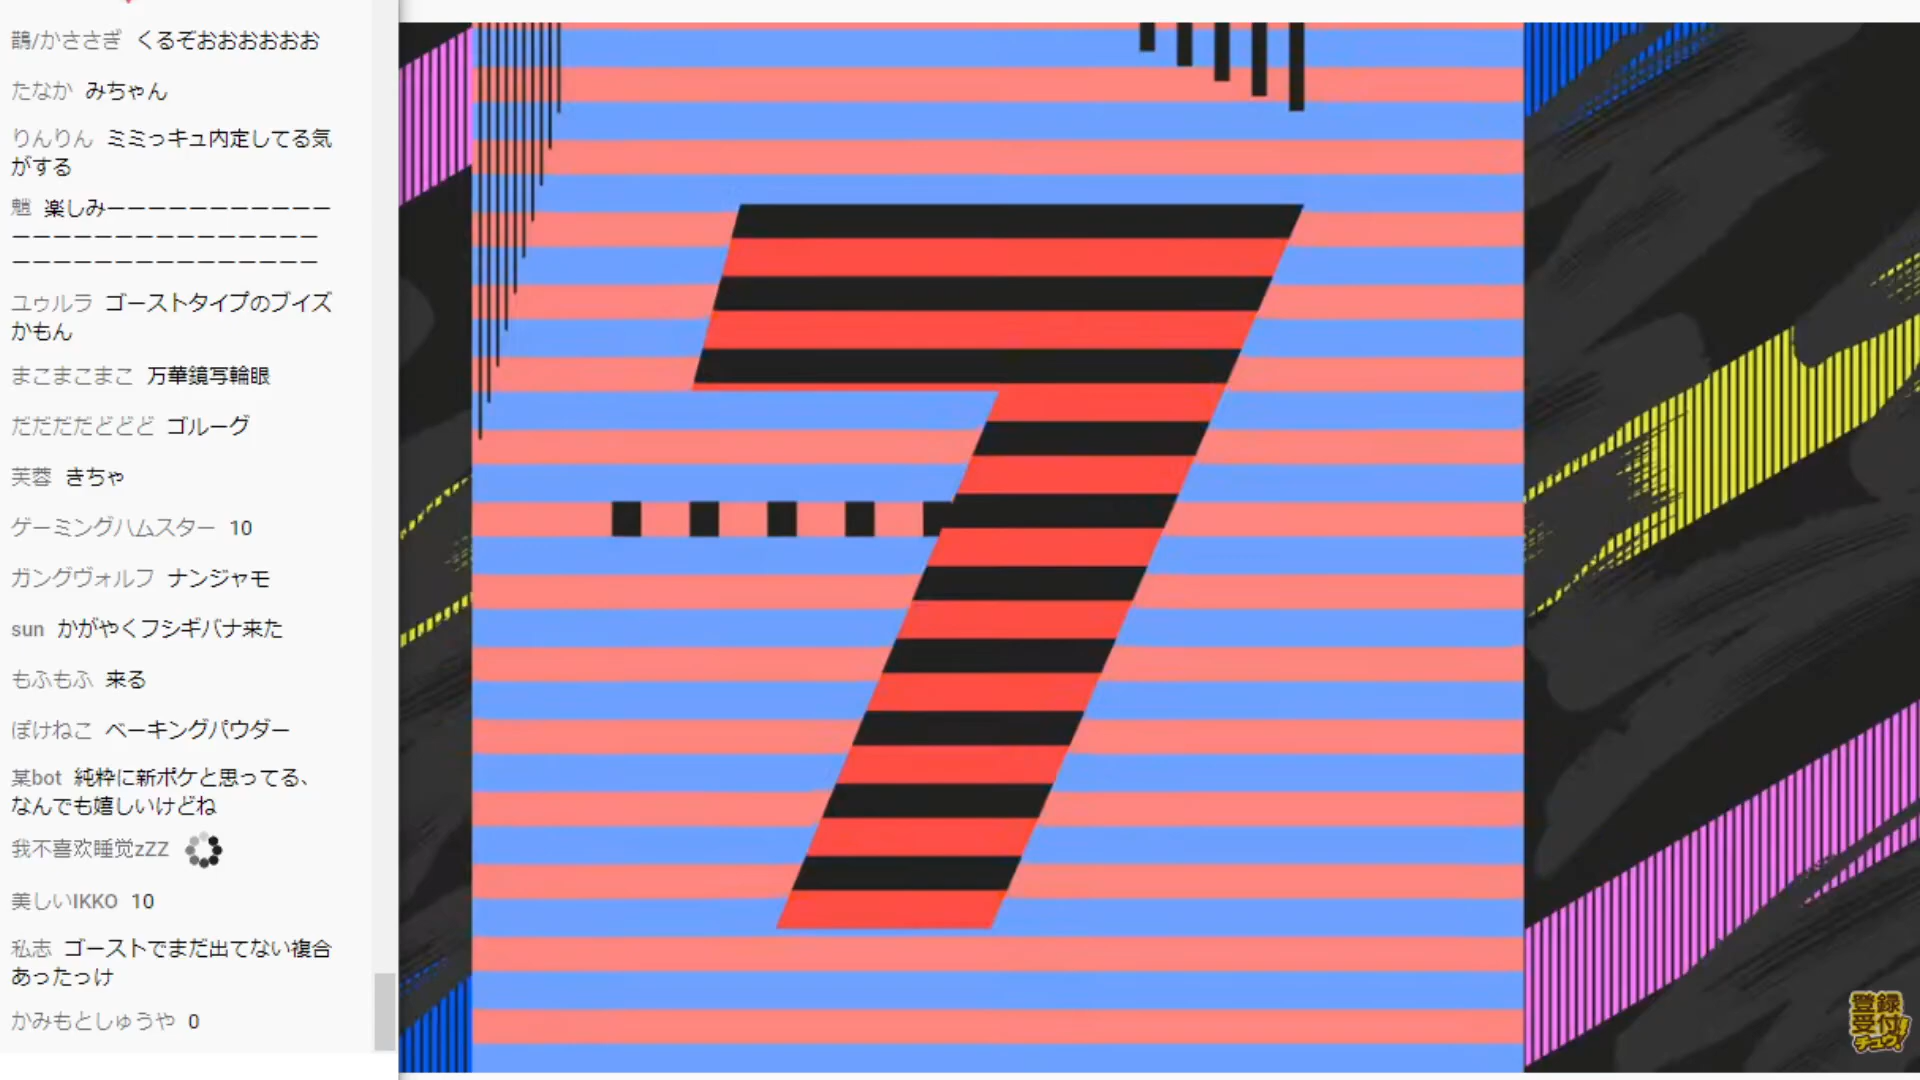 鵲/かささぎ くるぞおおおおおお
たなか みちゃん
りんりん ミミっキュ内定してる気
がする
魈 楽しみーーーーーーーーーーー
ーーーーーーーーーーーーーーー
ーーーーーーーーーーーーーーー
ユゥルラ ゴーストタイプのブイズ
かもん
まこまこまこ 万華鏡写輪眼
だだだだどどど ゴルーグ
芙蓉 きちゃ
ゲーミングハムスター 10
ガングヴォルフ ナンジャモ
sun かがやくフシギバナ来た
もふもふ 来る
ぽけねこ ベーキングパウダー
某bot 純粋に新ポケと思ってる、
なんでも嬉しいけどね
我不喜欢睡觉zZZ
美しいIKKO 10
私志 ゴーストでまだ出てない複合
あったっけ
かみもとしゅうや 0
7
登録
受付
チュウ!